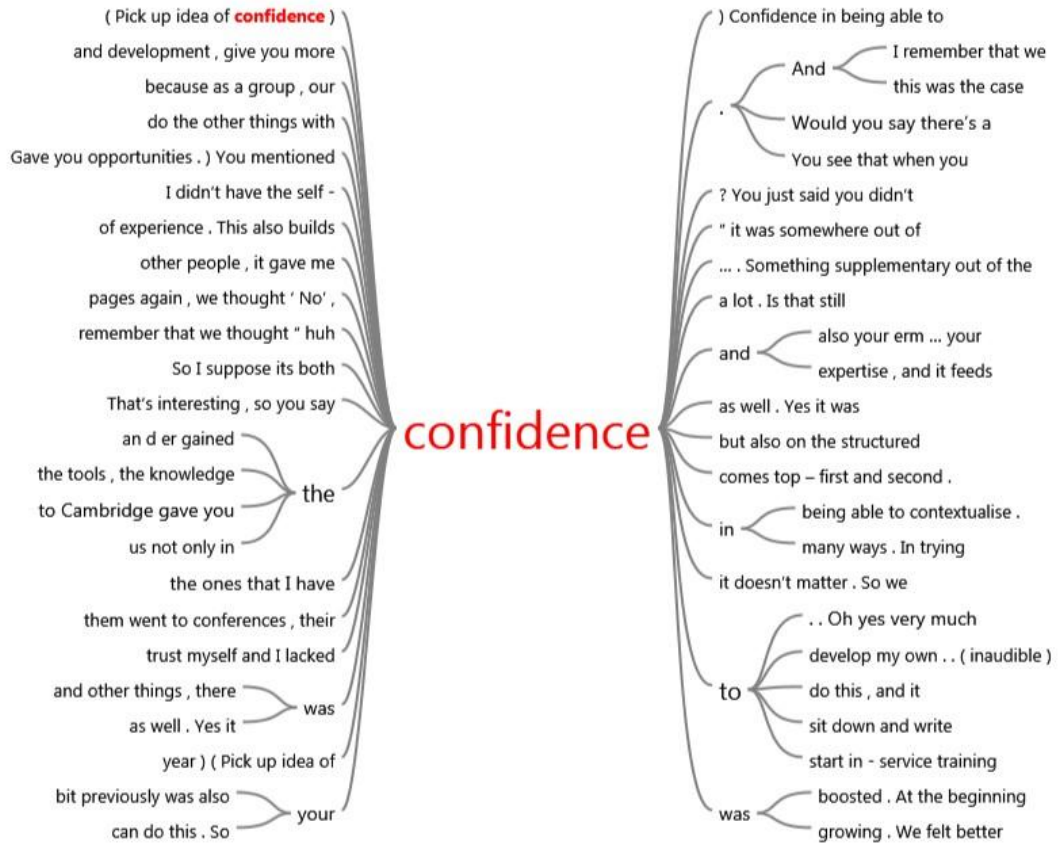 ( Pick up idea of confidence )
and development , give you more
because as a group , our
do the other things with
Gave you opportunities . ) You mentioned
I didn't have the self -
of experience . This also builds
other people , it gave me
pages again , we thought ‘ No’ ,
remember that we thought " huh
So I suppose its both
That's interesting , so you say
an d er gained
the tools , the knowledge
to Cambridge gave you
us not only in
the
the ones that I have
them went to conferences , their
trust myself and I lacked
and other things , there
as well . Yes it
was
year ) ( Pick up idea of
bit previously was also
can do this . So
your
confidence
) Confidence in being able to
.
And
I remember that we
this was the case
Would you say there’s a
You see that when you
? You just said you didn't
" it was somewhere out of
... . Something supplementary out of the
a lot . Is that still
and
also your erm ... your
expertise , and it feeds
as well . Yes it was
but also on the structured
comes top – first and second .
in
being able to contextualise .
many ways . In trying
it doesn't matter . So we
to
. . Oh yes very much
develop my own . . ( inaudible )
do this , and it
sit down and write
start in - service training
was
boosted . At the beginning
growing . We felt better